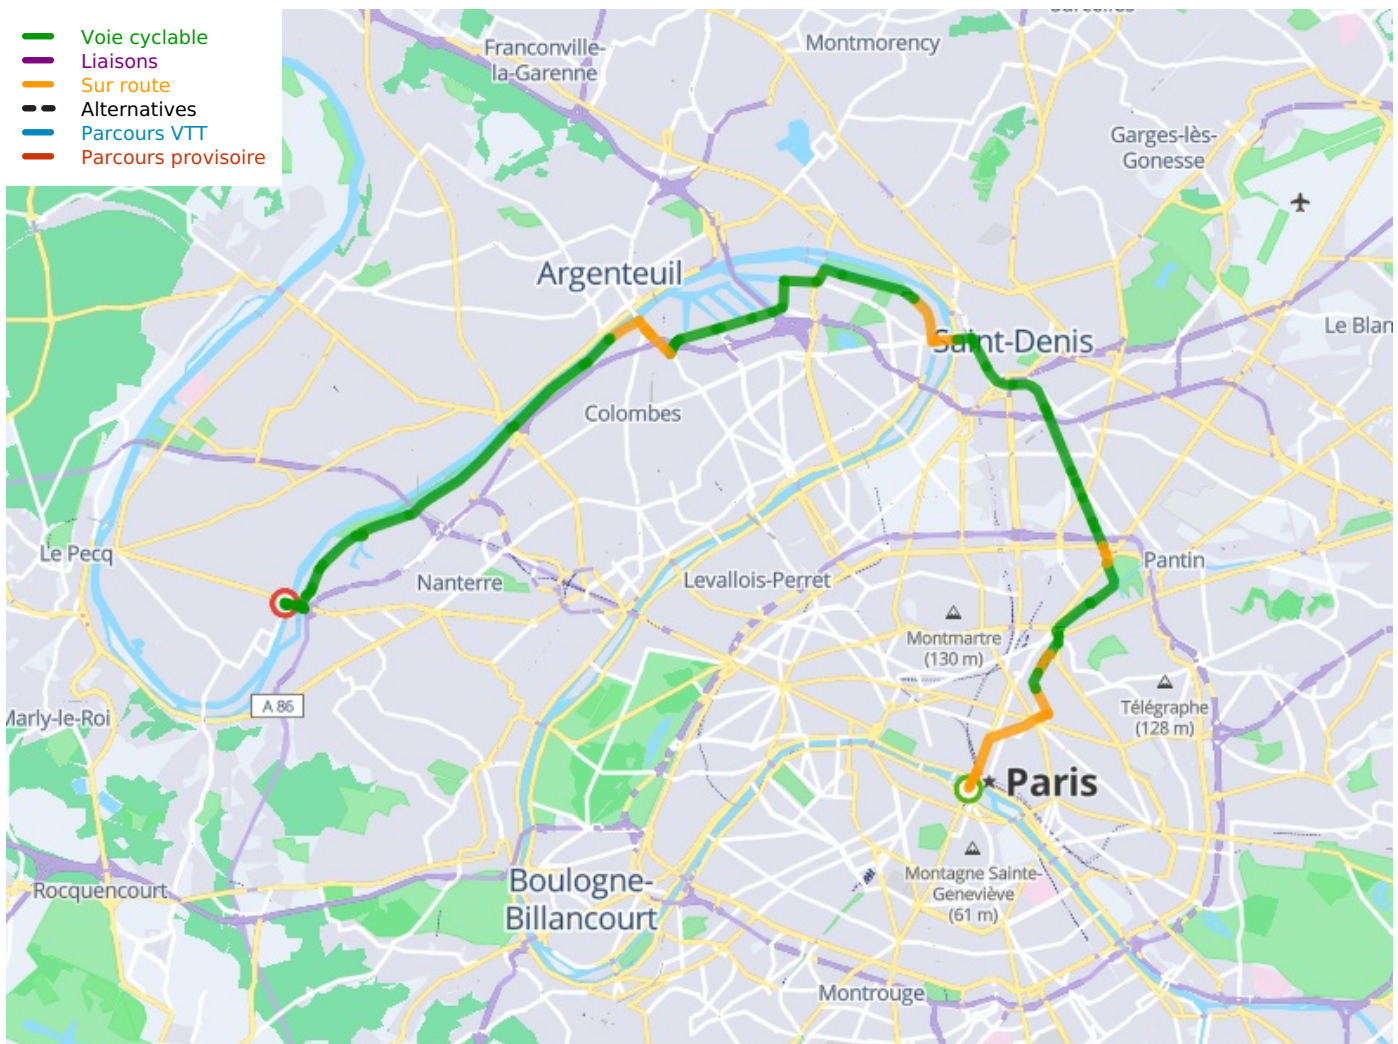 Voie cyclable
Liaisons
Sur route
Alternatives
Parcours VTT
Parcours provisoire
Franconville-
la-Garenne
Montmorency
Garges-lès-
Gonesse
Argenteuil
Saint-Denis
Le Blan
Colombes
Le Pecq
Nanterre
Levallois-Perret
Pantin
Montmartre
(130 m)
A 86
Marly-le-Roi
Télégraphe
(128 m)
Paris
Montagne Sainte-
Geneviève
(61 m)
Rocquencourt
Boulogne-
Billancourt
Montrouge